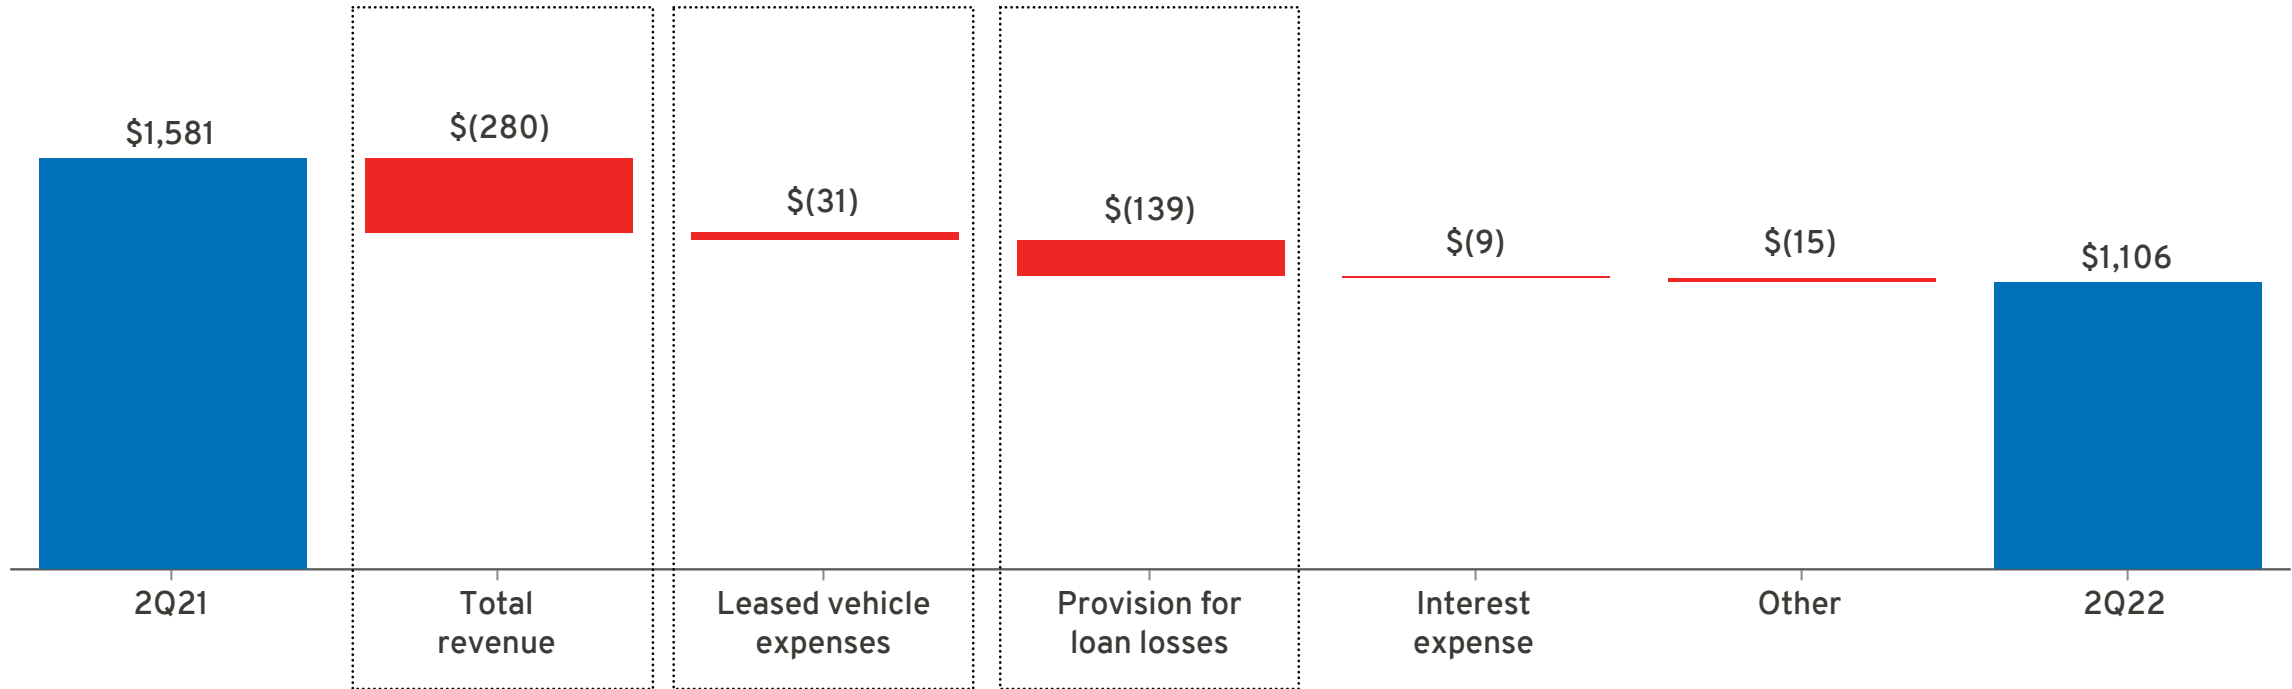 $1,581
$(280)
$(31)
$(139)
$(9)
$(15)
$1,106
2Q21
Total
revenue
Leased vehicle
expenses
Provision for
loan losses
Interest
expense
Other
2Q22